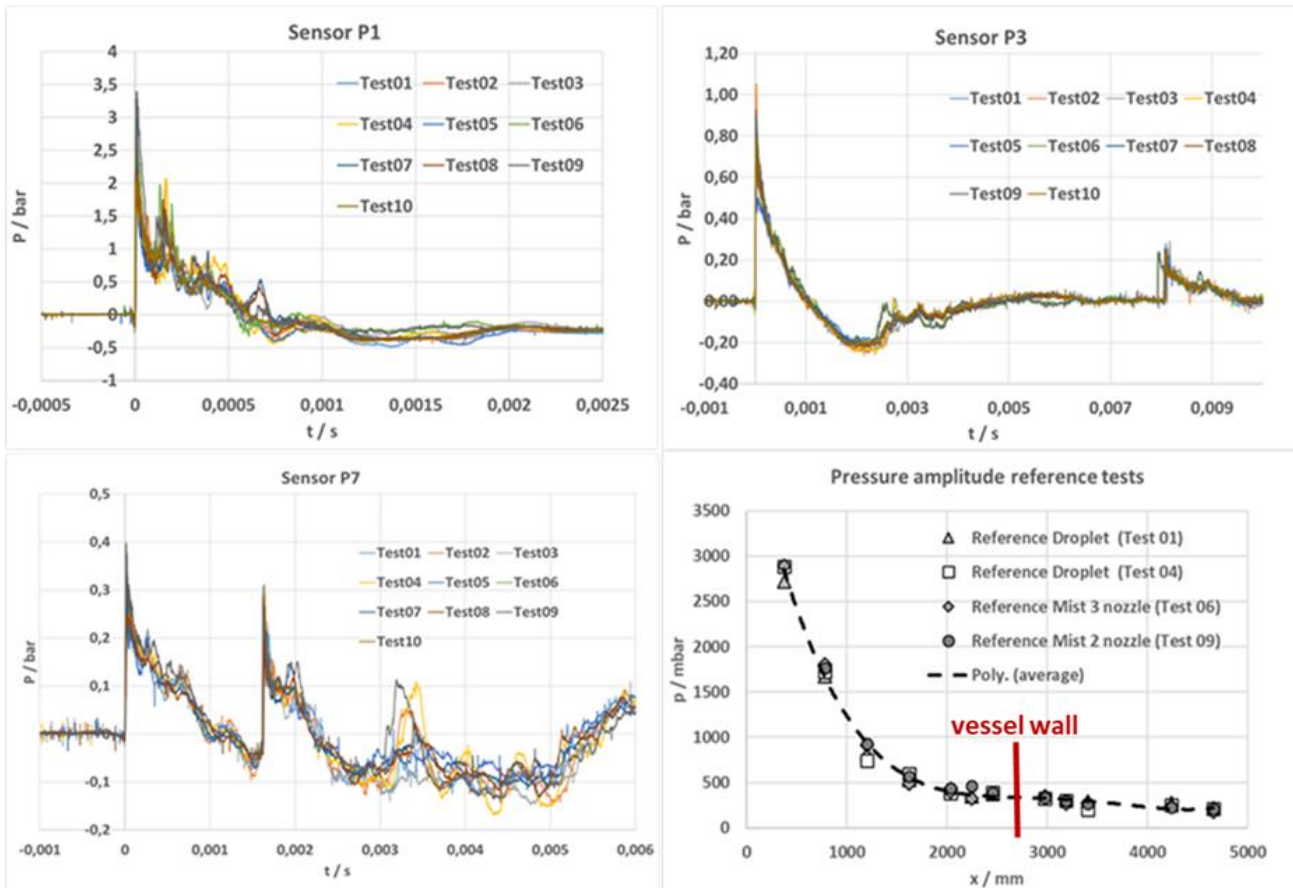 Sensor P1
4
3,5
3
2,5
2
1,5
1
0,5
0
-0,5
-1
P / bar
Test01 Test02 Test03
Test04 Test05 Test06
Test07 Test08 Test09
Test10
-0,0005 0 0,0005 0,001 0,0015 0,002 0,0025
t / s
Sensor P3
1,20
1,00
0,80
0,60
0,40
0,20
0,00
-0,20
-0,40
P / bar
Test01 Test02 Test03 Test04
Test05 Test06 Test07 Test08
Test09 Test10
-0,001 0,001 0,003 0,005 0,007 0,009
t / s
Sensor P7
0,5
0,4
0,3
0,2
0,1
0
-0,1
-0,2
P / bar
Test01 Test02 Test03
Test04 Test05 Test06
Test07 Test08 Test09
Test10
-0,001 0 0,001 0,002 0,003 0,004 0,005 0,006
t / s
Pressure amplitude reference tests
3500
3000
2500
2000
1500
1000
500
0
p / mbar
Reference Droplet (Test 01)
Reference Droplet (Test 04)
Reference Mist 3 nozzle (Test 06)
Reference Mist 2 nozzle (Test 09)
Poly. (average)
vessel wall
0 1000 2000 3000 4000 5000
x / mm